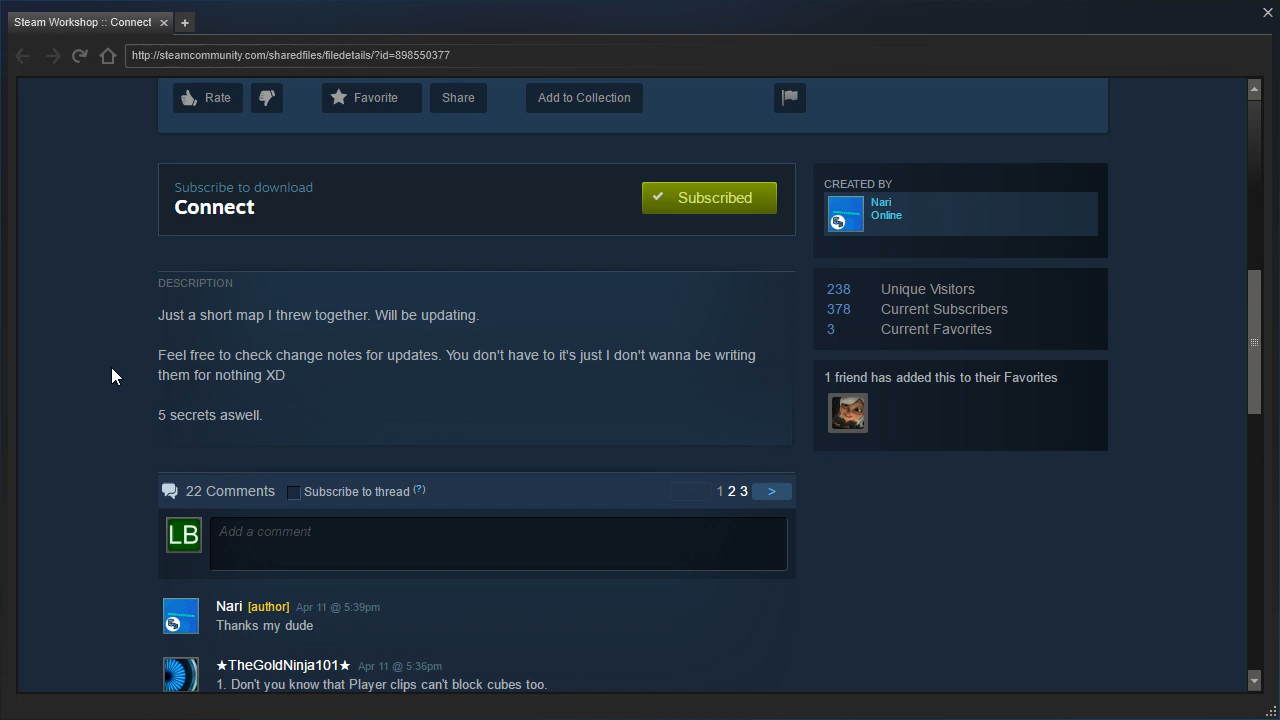 Steam Workshop :: Connect
http://steamcommunity.com/sharedfiles/filedetails/?id=898550377
Rate
Favorite
Share
Add to Collection
Subscribe to download
Connect
Subscribed
CREATED BY
Nari
Online
238 Unique Visitors
378 Current Subscribers
3 Current Favorites
1 friend has added this to their Favorites
DESCRIPTION
Just a short map I threw together. Will be updating.
Feel free to check change notes for updates. You don't have to it's just I don't wanna be writing
them for nothing XD
5 secrets aswell.
22 Comments
Subscribe to thread (?)
1 2 3 >
LB
Add a comment
Nari [author] Apr 11 @ 5:39pm
Thanks my dude
★TheGoldNinja101★ Apr 11 @ 5:36pm
1. Don't you know that Player clips can't block cubes too.